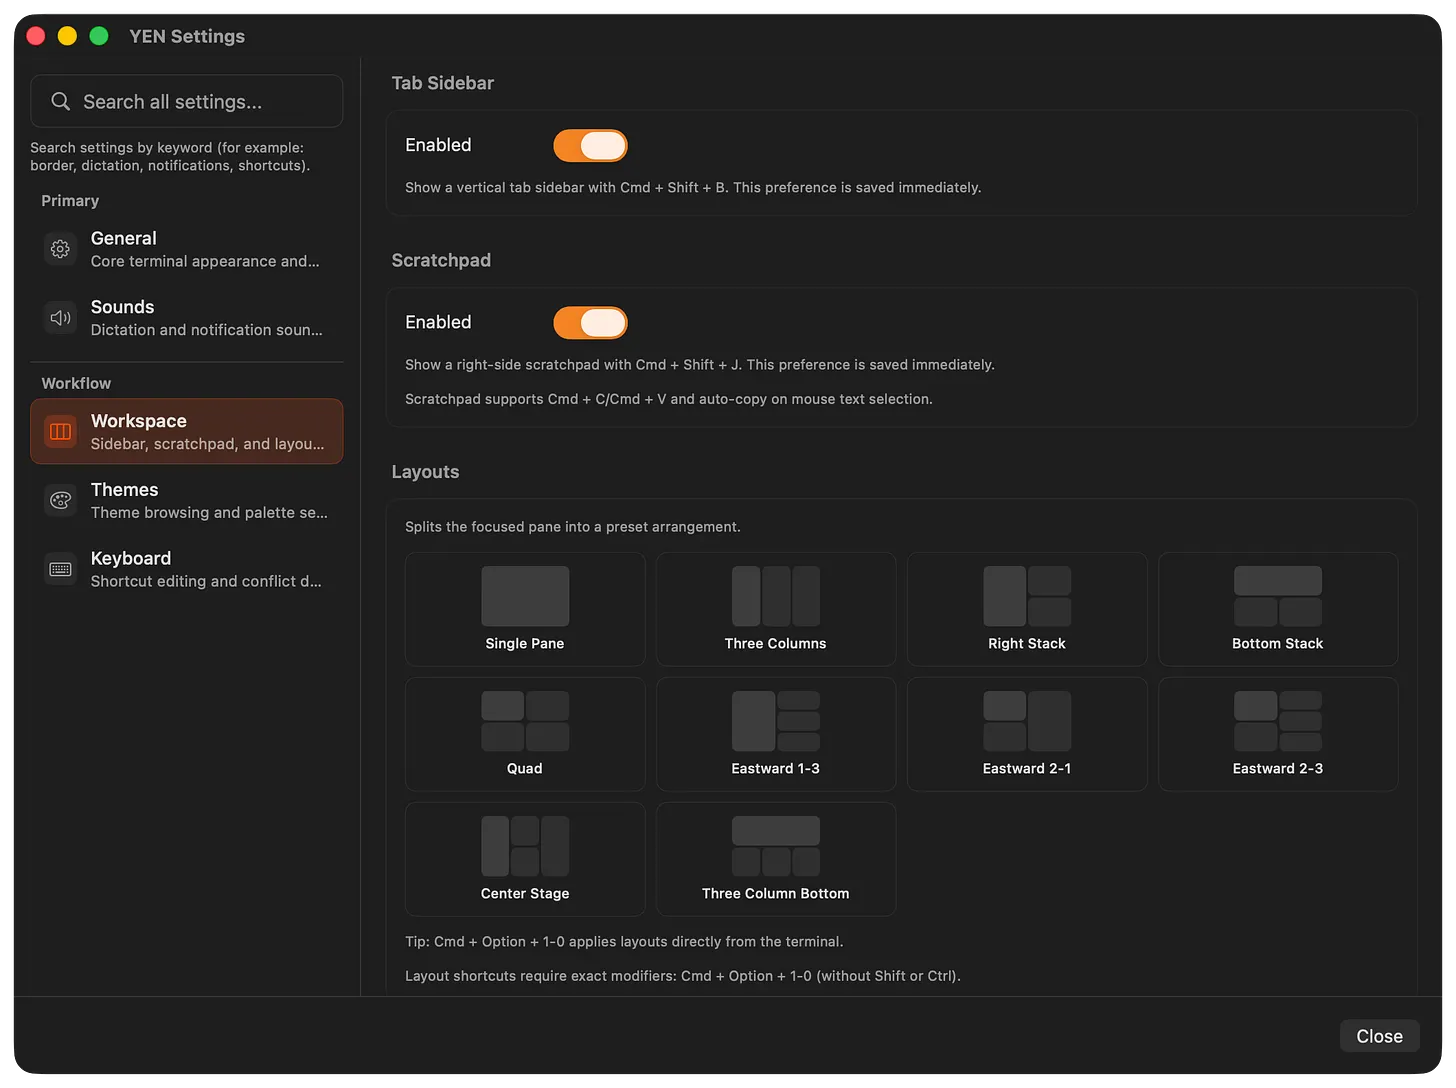 YEN Settings
Search all settings...
Search settings by keyword (for example:
border, dictation, notifications, shortcuts).
Primary
General
Core terminal appearance and...
Sounds
Dictation and notification soun...
Workflow
Workspace
Sidebar, scratchpad, and layou...
Themes
Theme browsing and palette se...
Keyboard
Shortcut editing and conflict d...
Tab Sidebar
Enabled
Show a vertical tab sidebar with Cmd + Shift + B. This preference is saved immediately.
Scratchpad
Enabled
Show a right-side scratchpad with Cmd + Shift + J. This preference is saved immediately.
Scratchpad supports Cmd + C/Cmd + V and auto-copy on mouse text selection.
Layouts
Splits the focused pane into a preset arrangement.
Single Pane
Three Columns
Right Stack
Bottom Stack
Quad
Eastward 1-3
Eastward 2-1
Eastward 2-3
Center Stage
Three Column Bottom
Tip: Cmd + Option + 1-0 applies layouts directly from the terminal.
Layout shortcuts require exact modifiers: Cmd + Option + 1-0 (without Shift or Ctrl).
Close